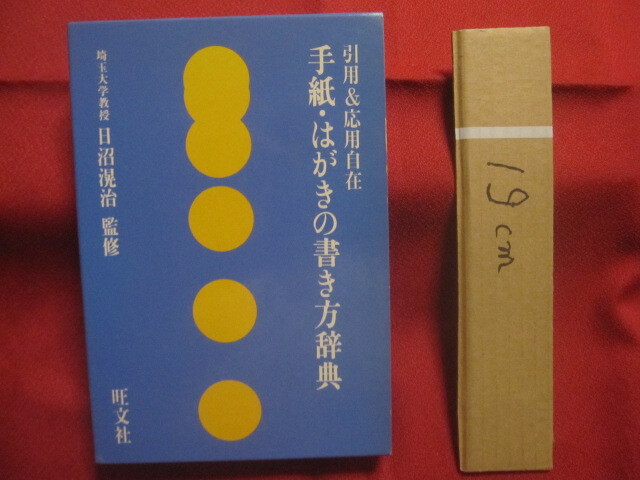 引用&応用自在
手紙・はがきの書き方辞典
埼玉大学教授 日沼滉治 監修
旺文社
19cm